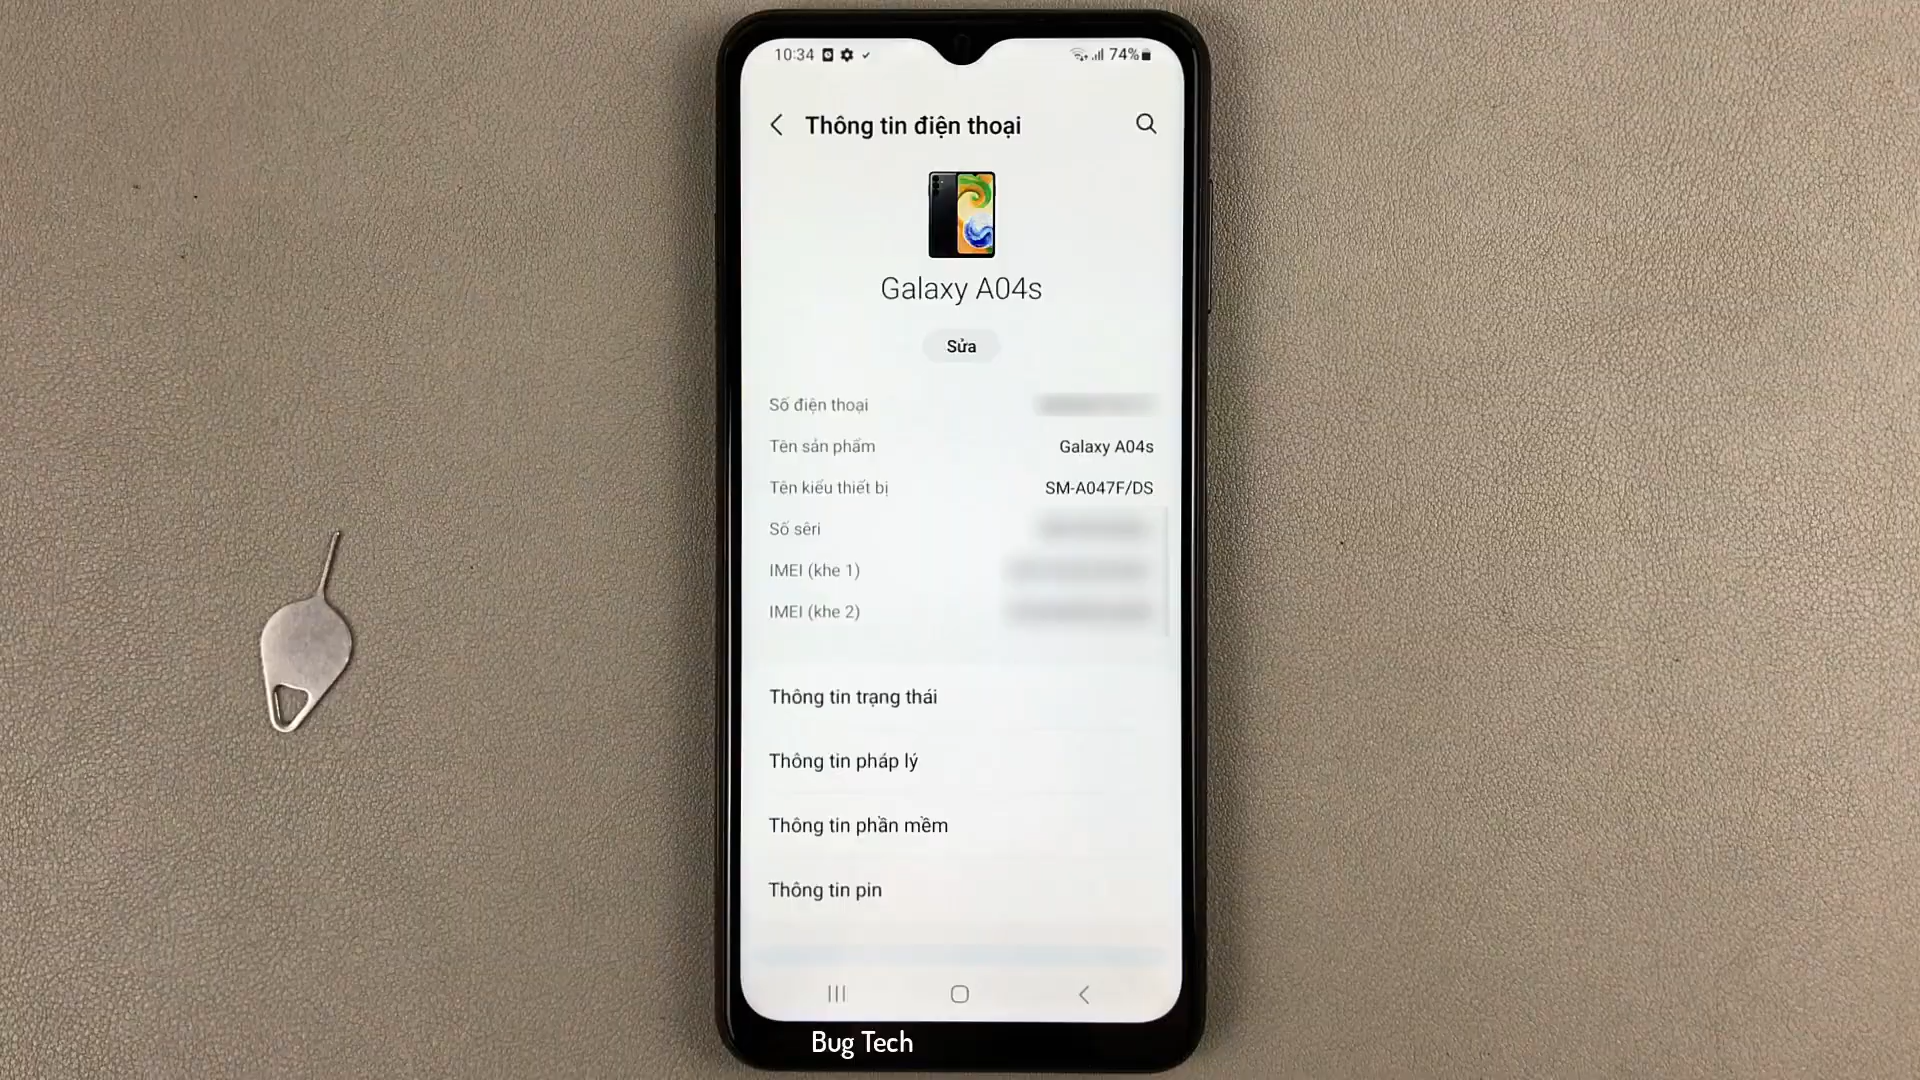 10:34 74%
Thông tin điện thoại
Galaxy A04s
Sửa
Số điện thoại
Tên sản phẩm Galaxy A04s
Tên kiểu thiết bị SM-A047F/DS
Số sêri
IMEI (khe 1)
IMEI (khe 2)
Thông tin trạng thái
Thông tin pháp lý
Thông tin phần mềm
Thông tin pin
Bug Tech